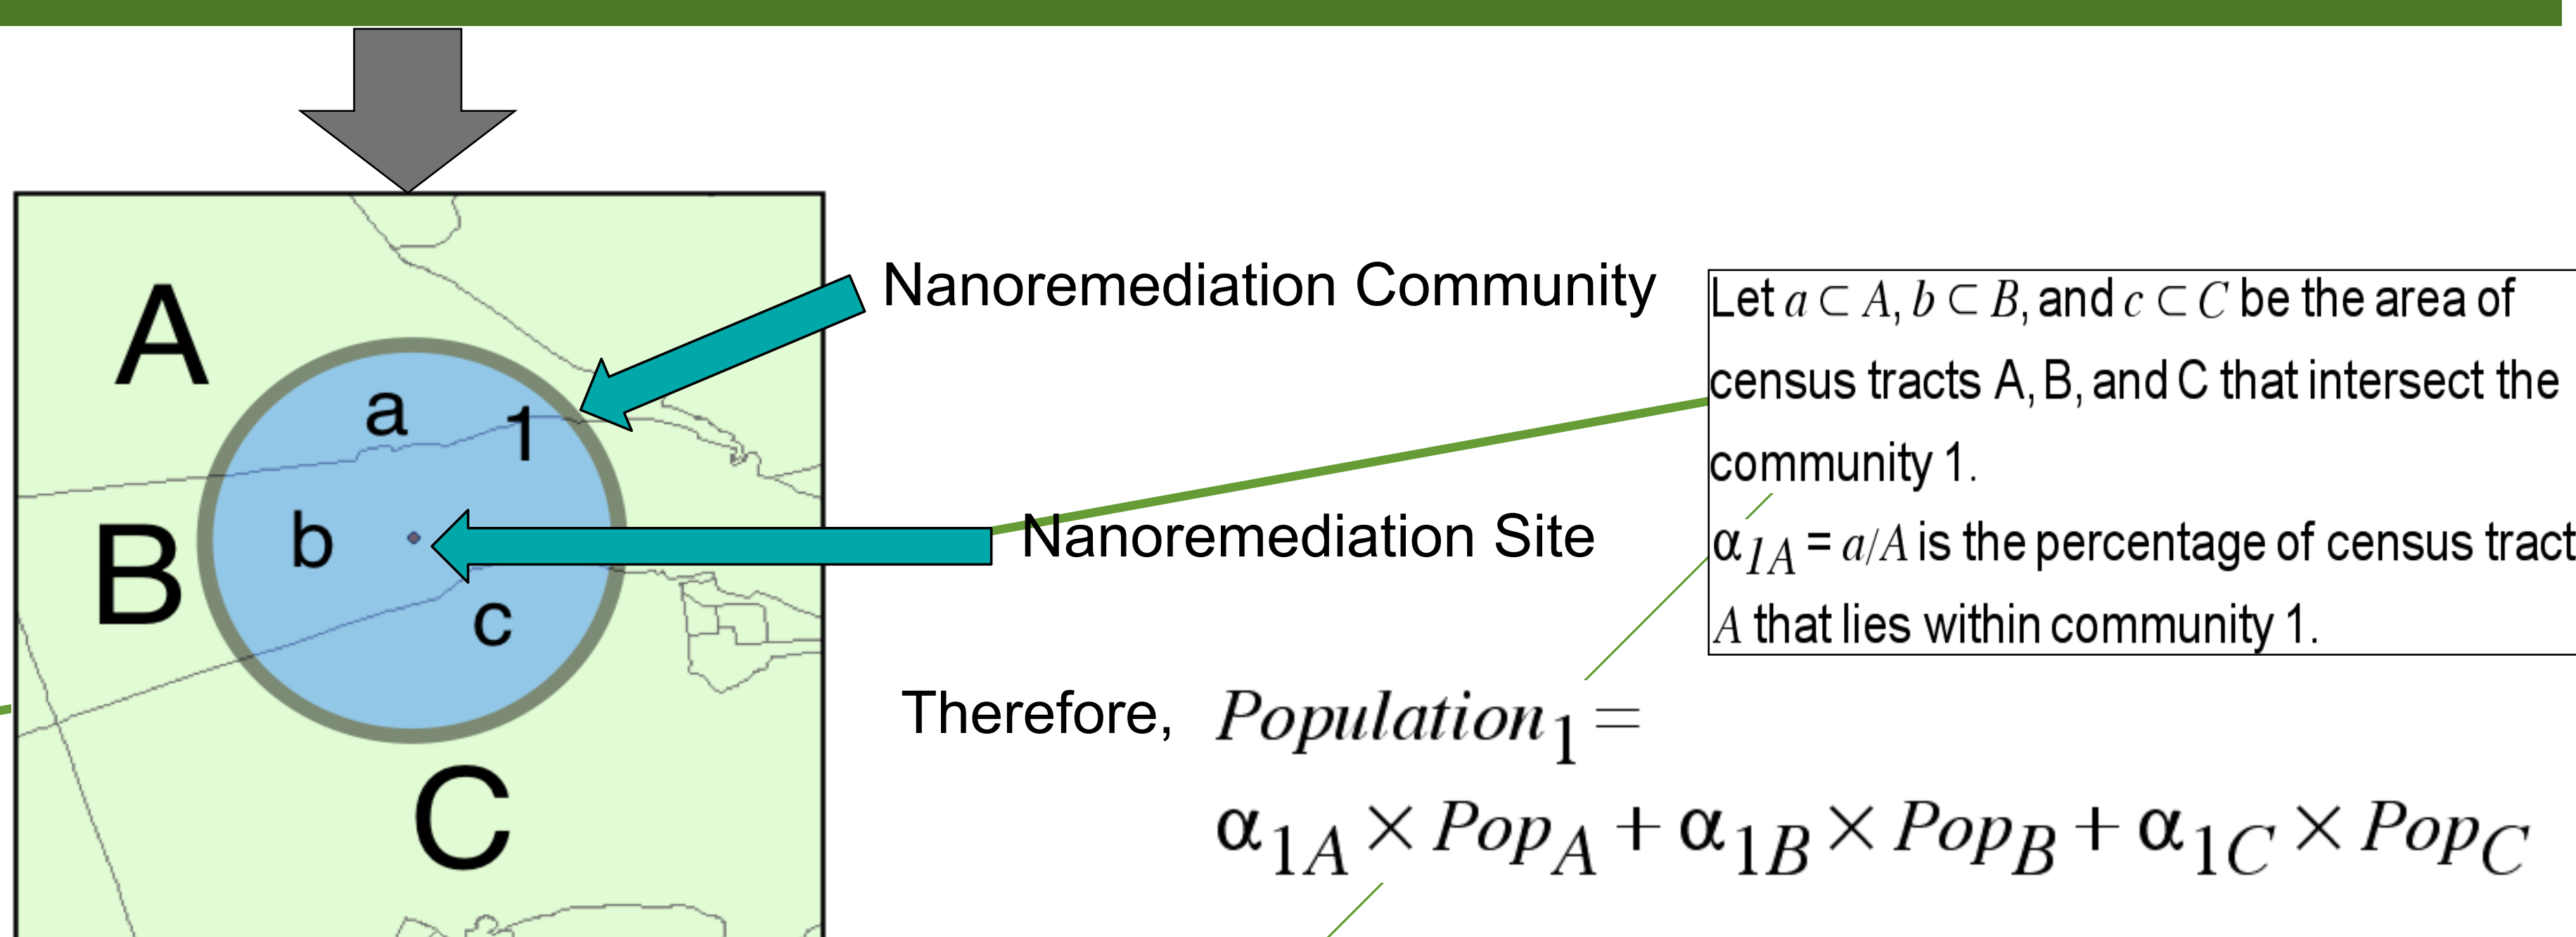 A
a
1
b
B
c
C
Nanoremediation Community
Nanoremediation Site
Let a ⊂ A, b ⊂ B, and c ⊂ C be the area of
census tracts A, B, and C that intersect the
community 1.
α1A = a/A is the percentage of census tract
A that lies within community 1.
Therefore, Population1 =
α1A × PopA + α1B × PopB + α1C × PopC